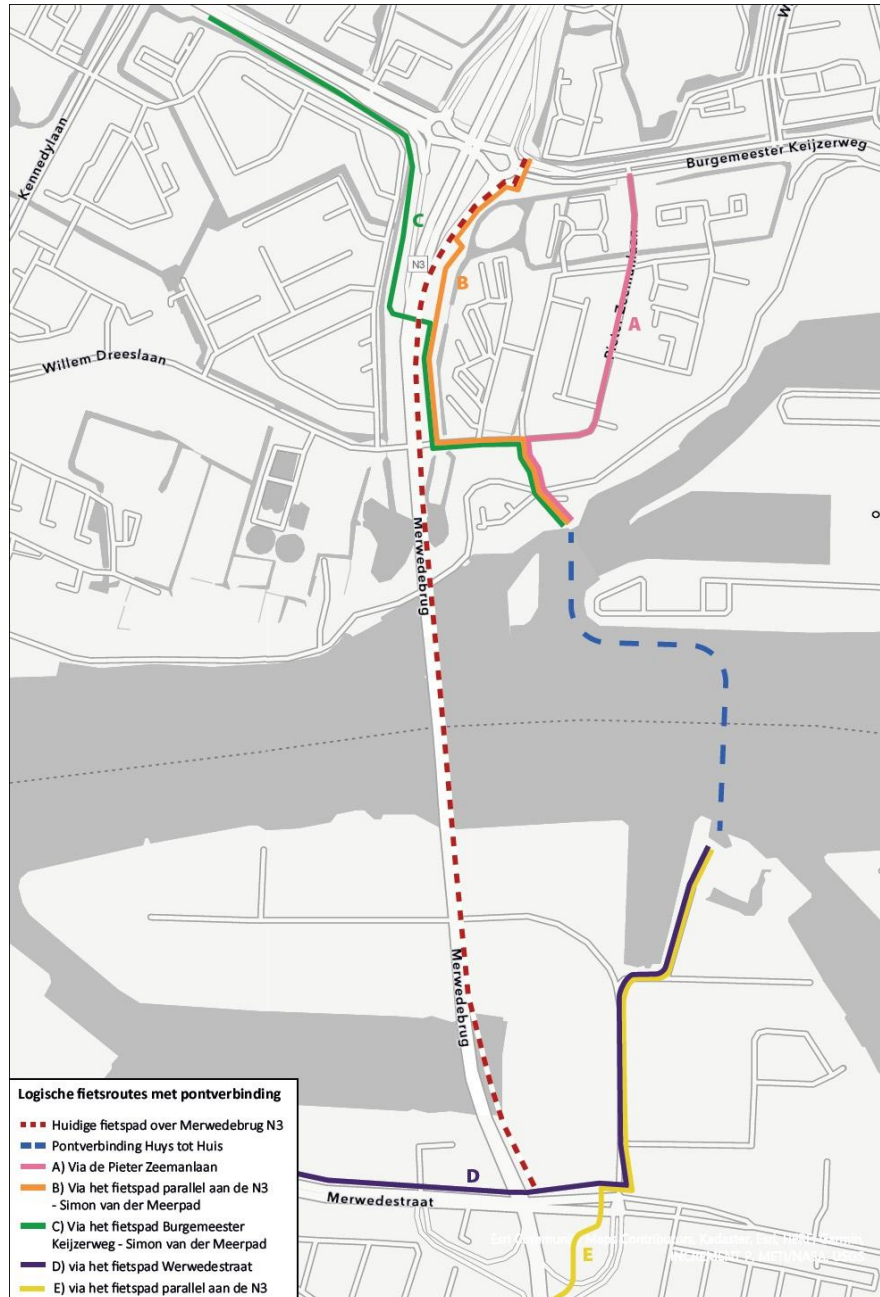 W
Kennedylaan
Burgemeester Keijzerweg
C
N3
B
Pieter Zeemanlaan
A
Willem Dreeslaan
Merwedebrug
Merwedebrug
D
Merwedestraat
E
Logische fietsroutes met pontverbinding
Huidige fietspad over Merwedebrug N3
Pontverbinding Huys tot Huis
A) Via de Pieter Zeemanlaan
B) Via het fietspad parallel aan de N3
- Simon van der Meerpad
C) Via het fietspad Burgemeester
Keijzerweg - Simon van der Meerpad
D) via het fietspad Werwedestraat
E) via het fietspad parallel aan de N3